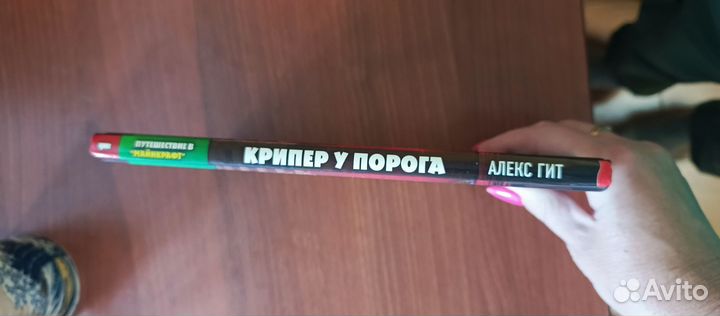 ПУТЕШЕСТВИЕ В
"МАЙНКРАФТ"
КРИПЕР У ПОРОГА
АЛЕКС ГИТ
Avito